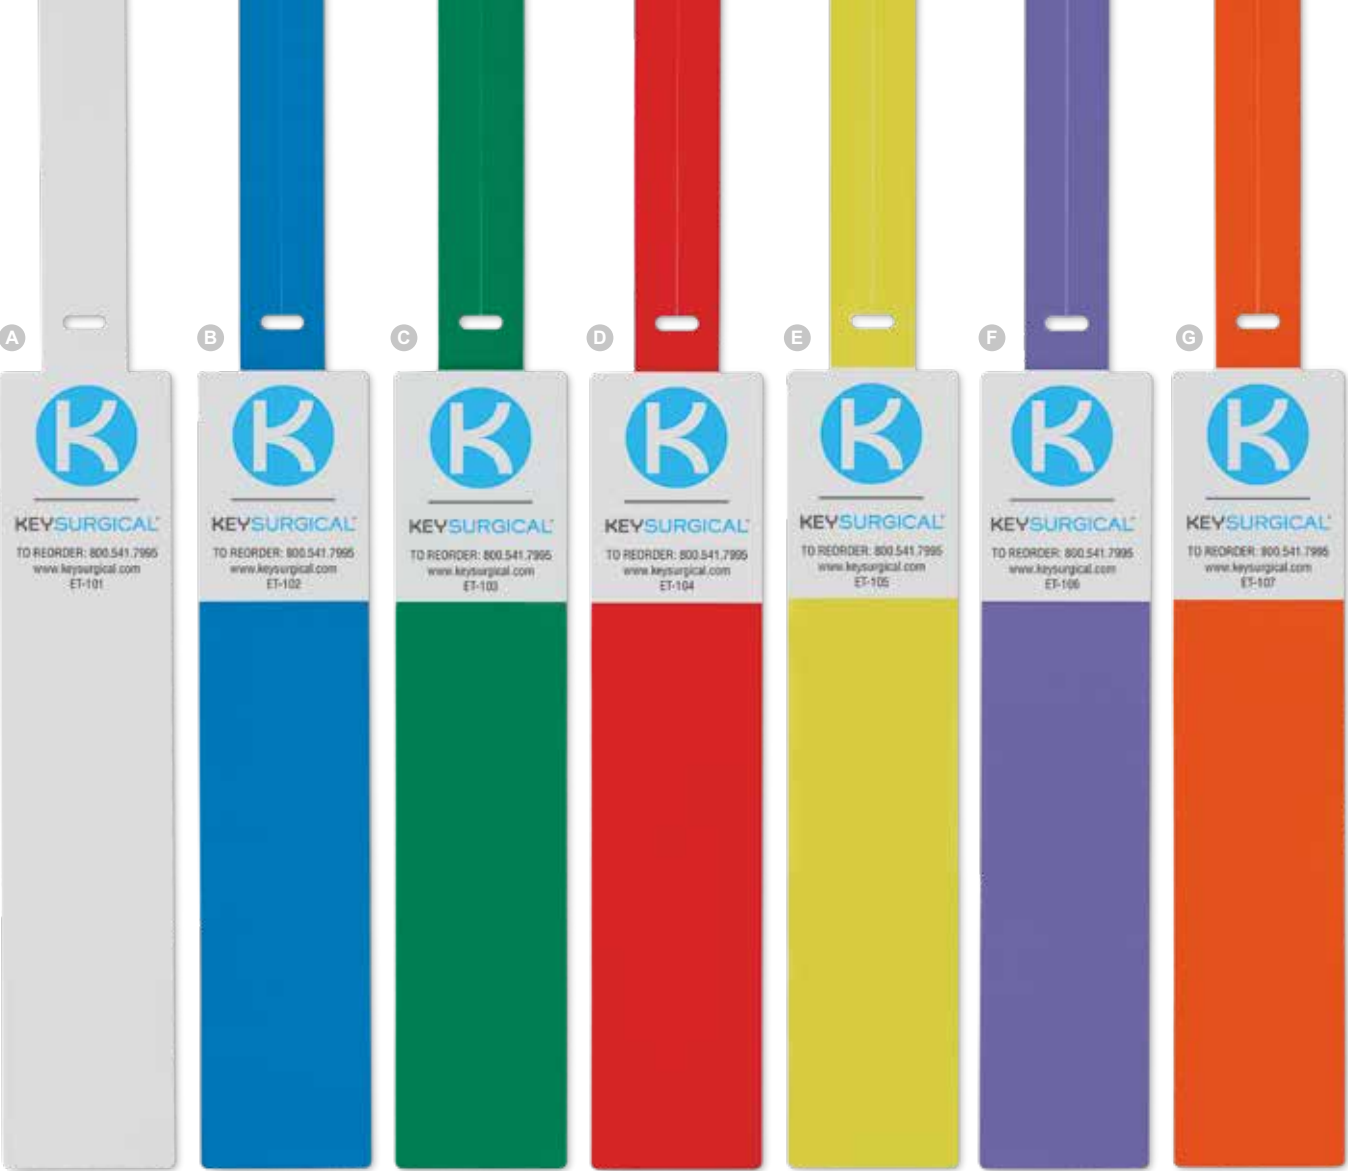 A
B
C
D
E
F
G
K
KEYSURGICAL
TO REORDER: 800.541.7995
www.keysurgical.com
ET-101
K
KEYSURGICAL
TO REORDER: 800.541.7995
www.keysurgical.com
ET-102
K
KEYSURGICAL
TO REORDER: 800.541.7995
www.keysurgical.com
ET-103
K
KEYSURGICAL
TO REORDER: 800.541.7995
www.keysurgical.com
ET-104
K
KEYSURGICAL
TO REORDER: 800.541.7995
www.keysurgical.com
ET-105
K
KEYSURGICAL
TO REORDER: 800.541.7995
www.keysurgical.com
ET-106
K
KEYSURGICAL
TO REORDER: 800.541.7995
www.keysurgical.com
ET-107